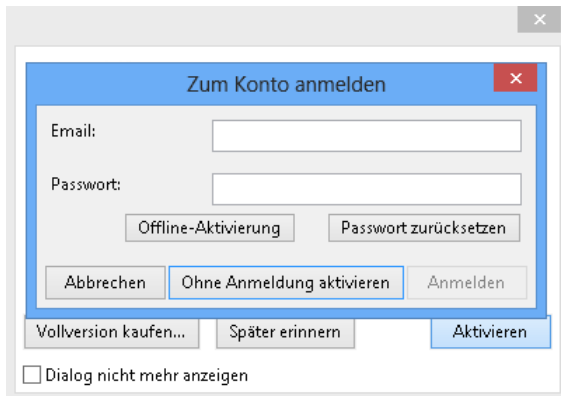 Zum Konto anmelden
Email:
Passwort:
Offline-Aktivierung Passwort zurücksetzen
Abbrechen Ohne Anmeldung aktivieren Anmelden
Vollversion kaufen... Später erinnern Aktivieren
Dialog nicht mehr anzeigen